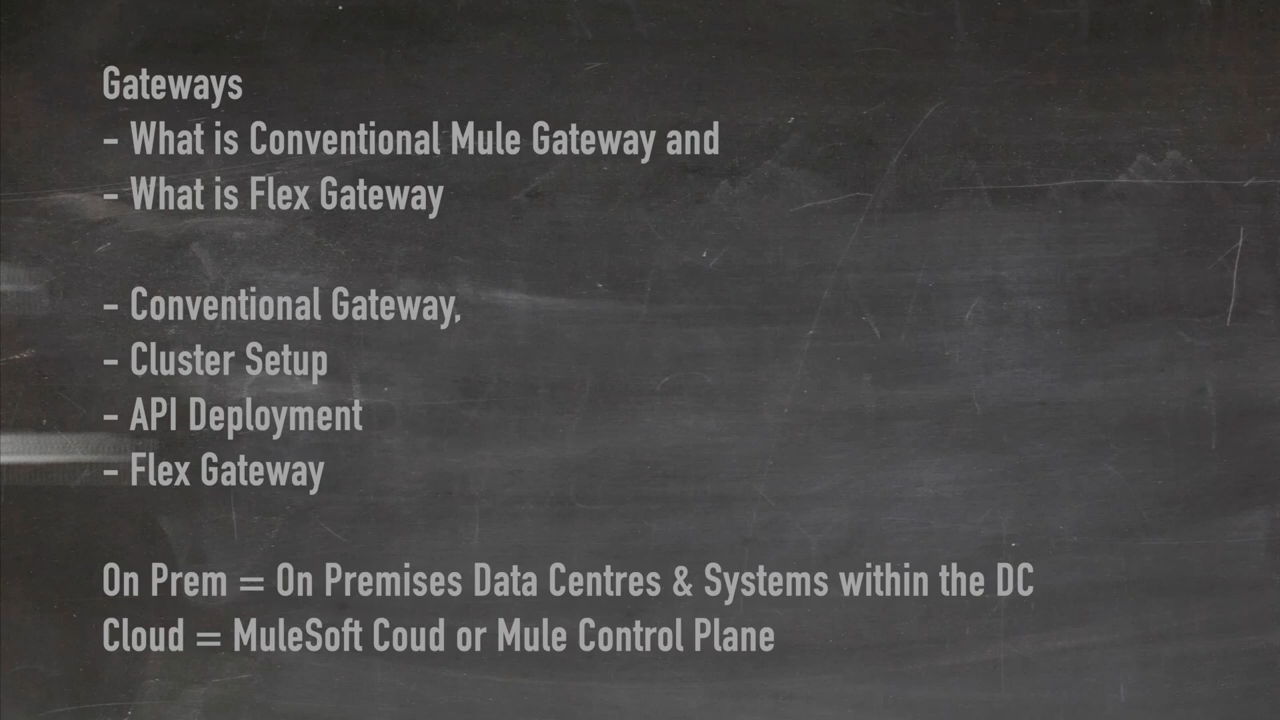 Gateways
- What is Conventional Mule Gateway and
- What is Flex Gateway
- Conventional Gateway,
- Cluster Setup
- API Deployment
- Flex Gateway
On Prem = On Premises Data Centres & Systems within the DC
Cloud = MuleSoft Coud or Mule Control Plane